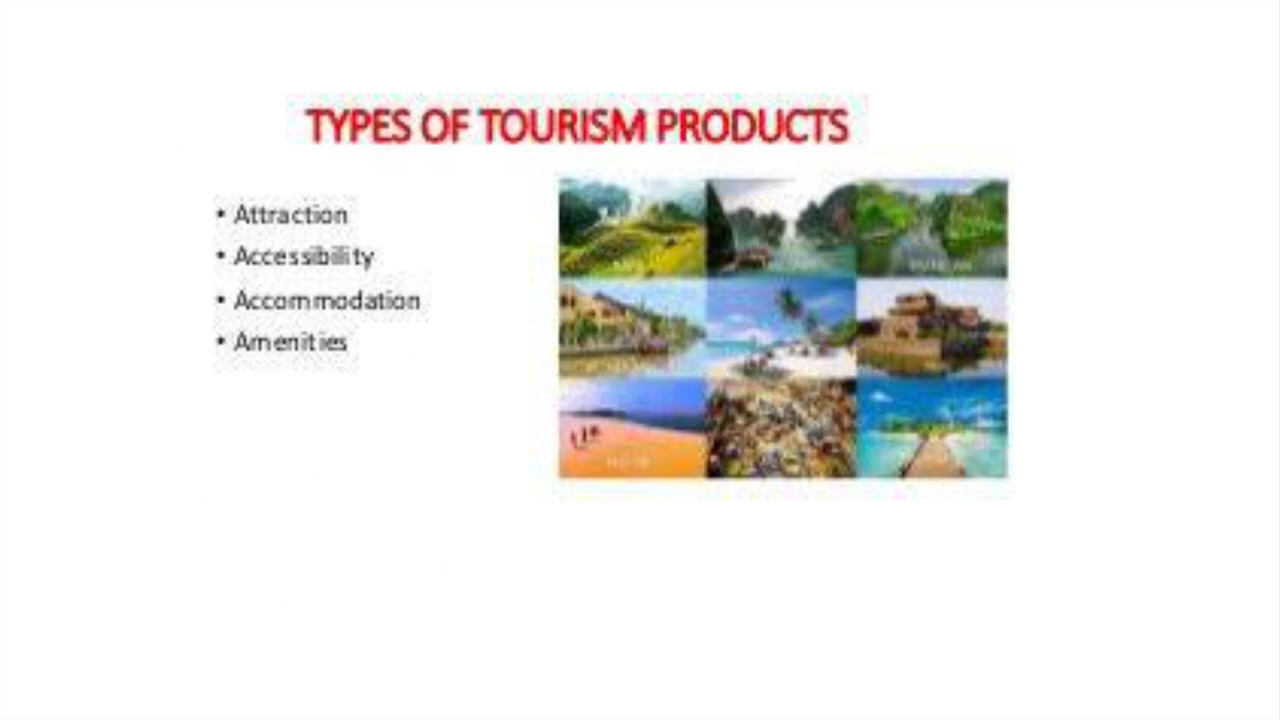 TYPES OF TOURISM PRODUCTS
• Attraction
• Accessibility
• Accommodation
• Amenities